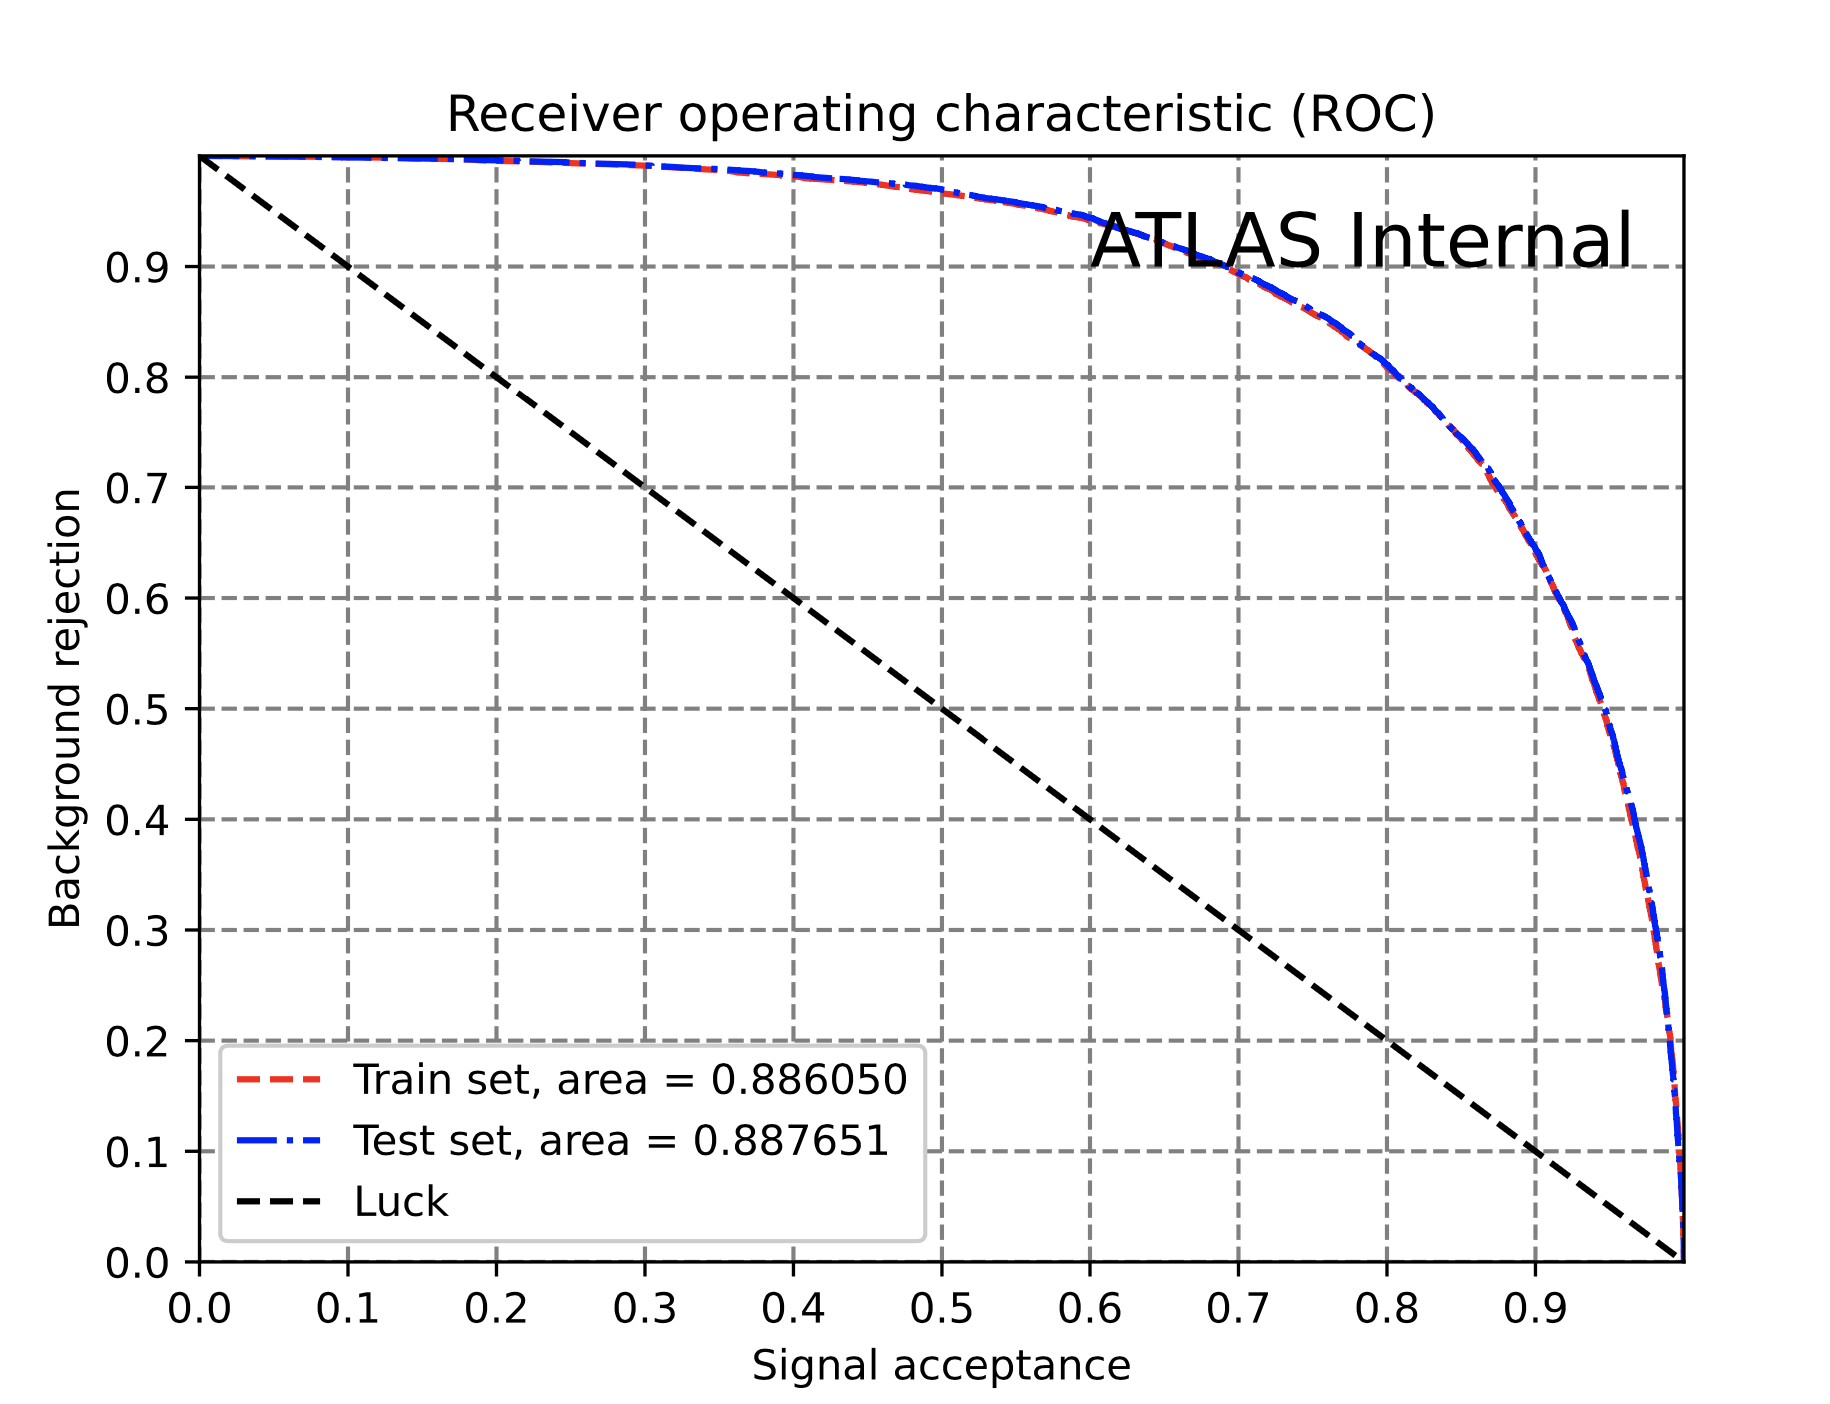 Receiver operating characteristic (ROC)
ATLAS Internal
Background rejection
0.9
0.8
0.7
0.6
0.5
0.4
0.3
0.2
0.1
0.0
Train set, area = 0.886050
Test set, area = 0.887651
Luck
0.0 0.1 0.2 0.3 0.4 0.5 0.6 0.7 0.8 0.9
Signal acceptance